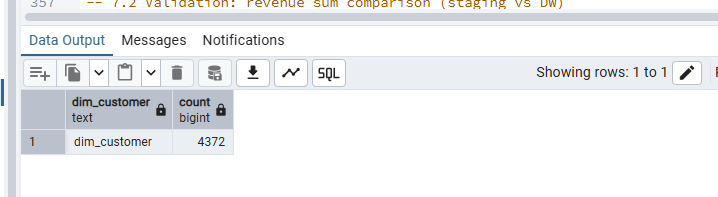 357 -- 7.2 Validation: revenue sum comparison (staging vs DW)
Data Output Messages Notifications
SQL
Showing rows: 1 to 1
dim_customer text count bigint
1 dim_customer 4372